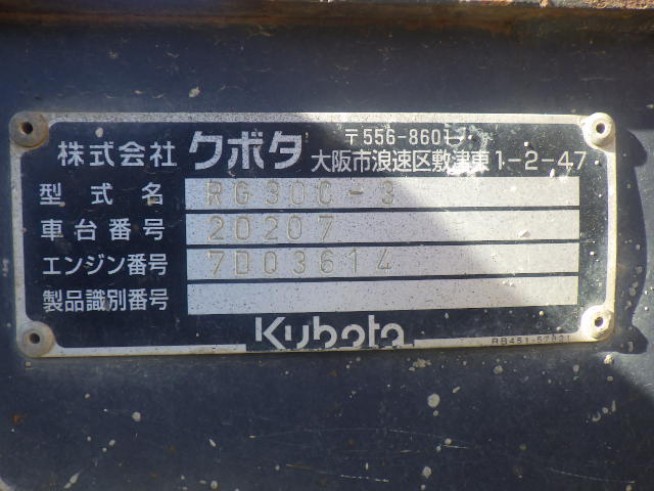 株式会社 クボタ 〒556-8601
大阪市浪速区敷津東1-2-47
型式名 RG30C-3
車台番号 20207
エンジン番号 7D03614
製品識別番号
Kubota